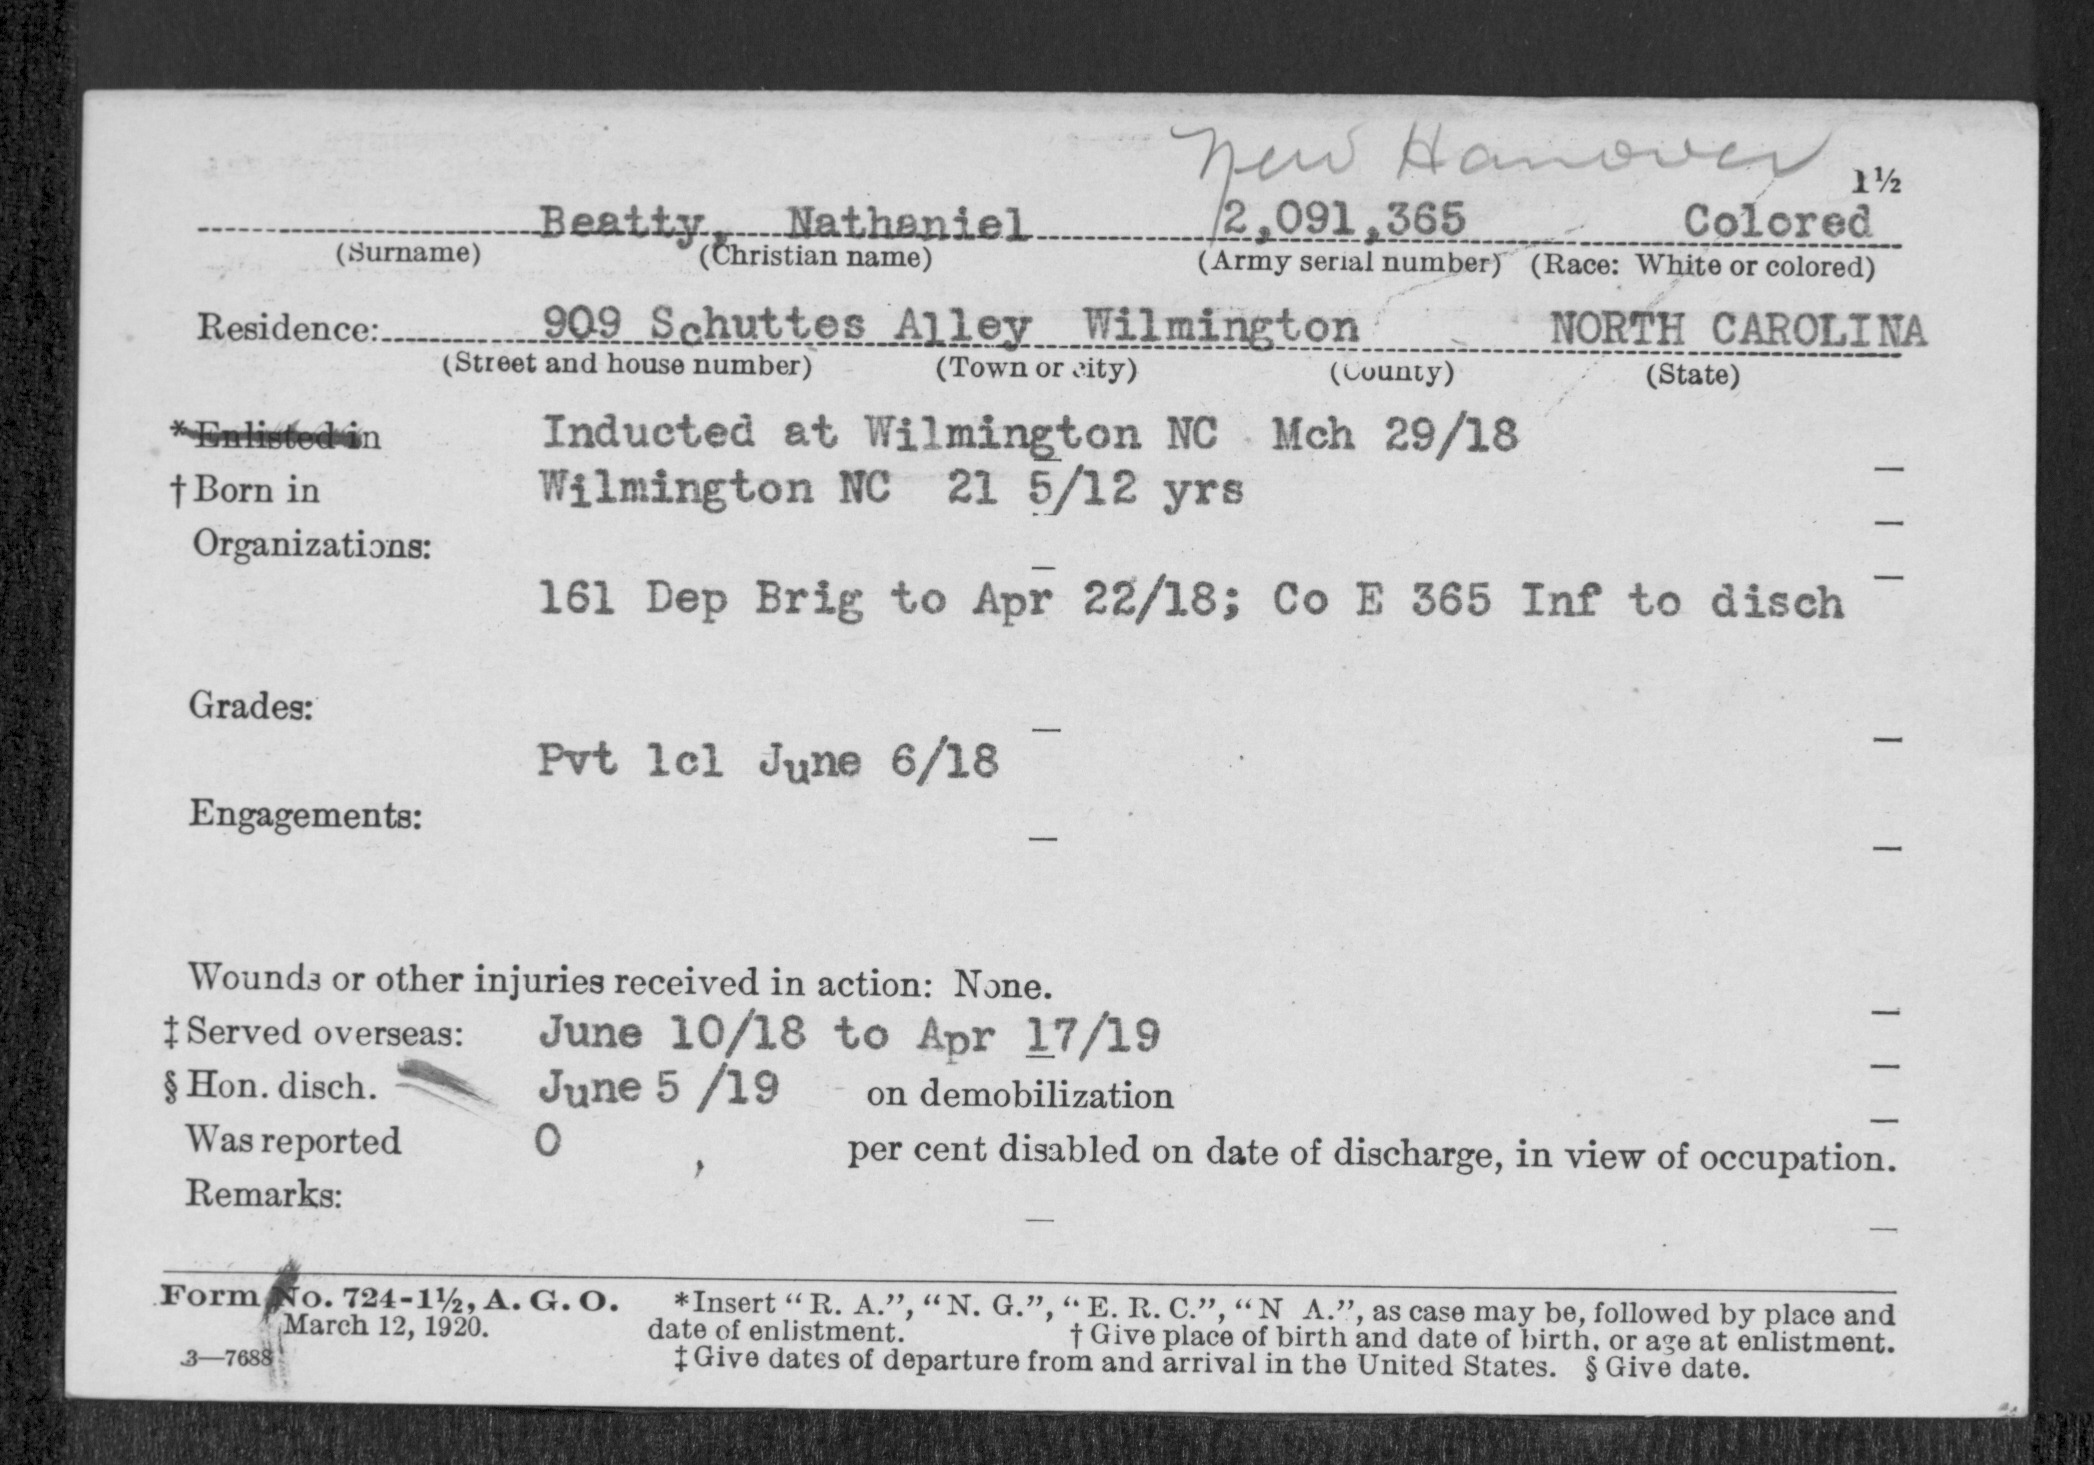 New Hanover
1½
Beatty, Nathaniel 2,091,365 Colored
(Surname) (Christian name) (Army serial number) (Race: White or colored)
Residence: 909 Schuttes Alley Wilmington NORTH CAROLINA
(Street and house number) (Town or city) (County) (State)
*Enlisted in Inducted at Wilmington NC Mch 29/18
†Born in Wilmington NC 21 5/12 yrs
Organizations:
161 Dep Brig to Apr 22/18; Co E 365 Inf to disch
Grades:
Pvt 1cl June 6/18
Engagements:
Wounds or other injuries received in action: None.
‡Served overseas: June 10/18 to Apr 17/19
§Hon. disch. June 5 /19 on demobilization
Was reported 0 , per cent disabled on date of discharge, in view of occupation.
Remarks:
Form No. 724-1½, A. G. O. *Insert "R. A.", "N. G.", "E. R. C.", "N A.", as case may be, followed by place and
March 12, 1920. date of enlistment. †Give place of birth and date of birth, or age at enlistment.
3—7688 ‡Give dates of departure from and arrival in the United States. §Give date.